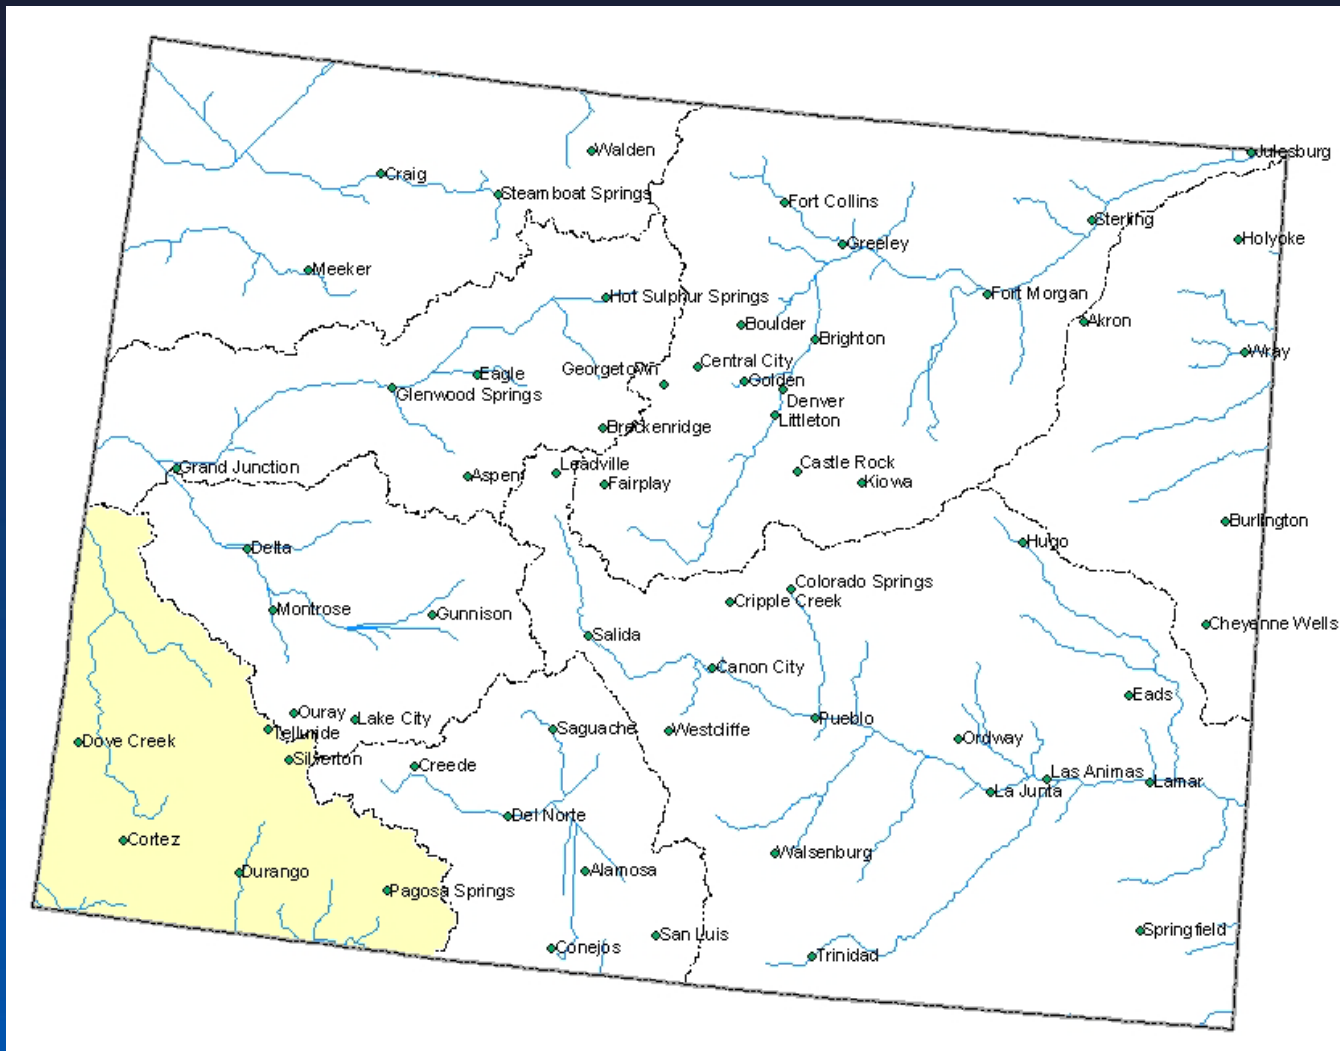 Julesburg
Walden
Craig
Steamboat Springs
Fort Collins
Sterling
Holyoke
Greeley
Meeker
Hot Sulphur Springs
Fort Morgan
Boulder
Akron
Brighton
Wray
Central City
Georgetown
Eagle
Golden
Glenwood Springs
Denver
Littleton
Breckenridge
Leadville
Castle Rock
Grand Junction
Aspen
Fairplay
Kiowa
Burlington
Delta
Hugo
Colorado Springs
Cripple Creek
Montrose
Gunnison
Cheyenne Wells
Salida
Canon City
Eads
Ouray
Lake City
Pueblo
Telluride
Saguache
Westcliffe
Ordway
Dove Creek
Silverton
Creede
Las Animas
Lamar
La Junta
Del Norte
Cortez
Walsenburg
Durango
Alamosa
Pagosa Springs
Springfield
San Luis
Conejos
Trinidad